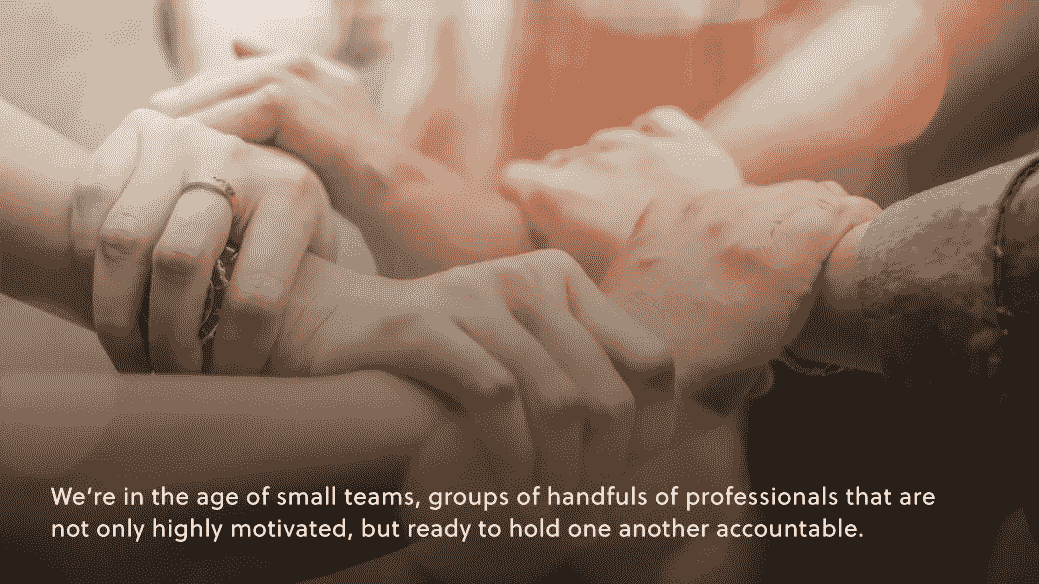 We’re in the age of small teams, groups of handfuls of professionals that are
not only highly motivated, but ready to hold one another accountable.